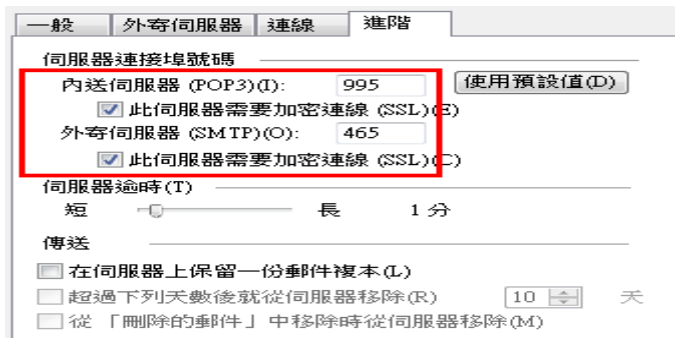 一般 外寄伺服器 連線 進階
伺服器連接埠號碼
內送伺服器 (POP3)(I): 995 使用預設值(D)
此伺服器需要加密連線 (SSL)(E)
外寄伺服器 (SMTP)(O): 465
此伺服器需要加密連線 (SSL)(C)
伺服器逾時(T)
短 長 1 分
傳送
在伺服器上保留一份郵件複本(L)
超過下列天數後就從伺服器移除(R) 10 天
從「刪除的郵件」中移除時從伺服器移除(M)